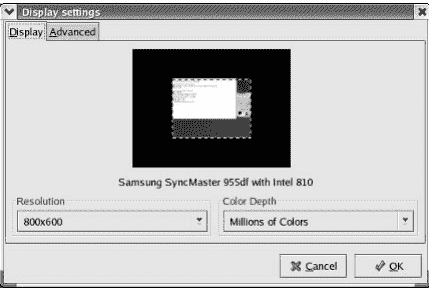 Display settings
Display Advanced
Samsung SyncMaster 955df with Intel 810
Resolution Color Depth
800x600 Millions of Colors
Cancel OK